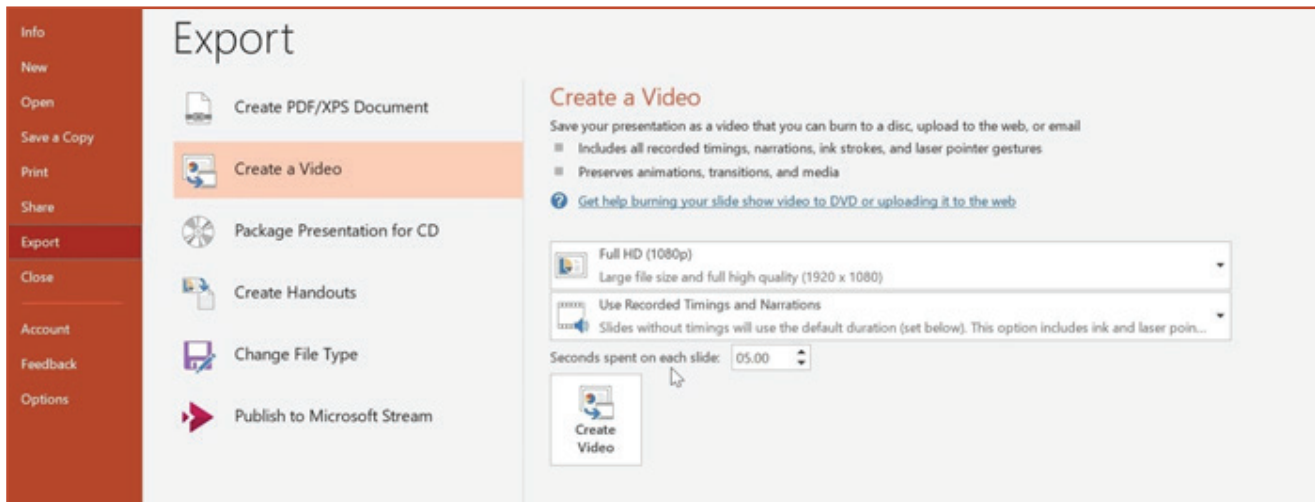 Info
New
Open
Save a Copy
Print
Share
Export
Close
Account
Feedback
Options
Export
Create PDF/XPS Document
Create a Video
Package Presentation for CD
Create Handouts
Change File Type
Publish to Microsoft Stream
Create a Video
Save your presentation as a video that you can burn to a disc, upload to the web, or email
Includes all recorded timings, narrations, ink strokes, and laser pointer gestures
Preserves animations, transitions, and media
Get help burning your slide show video to DVD or uploading it to the web
Full HD (1080p)
Large file size and full high quality (1920 x 1080)
Use Recorded Timings and Narrations
Slides without timings will use the default duration (set below). This option includes ink and laser poin...
Seconds spent on each slide: 05.00
Create
Video